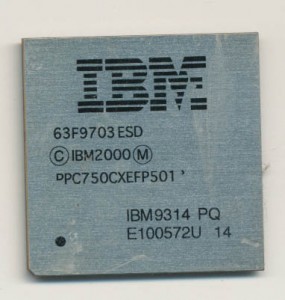 IBM
63F9703 ESD
Ⓒ IBM2000 Ⓜ
PPC750CXEFP501
IBM9314 PQ
E100572U 14